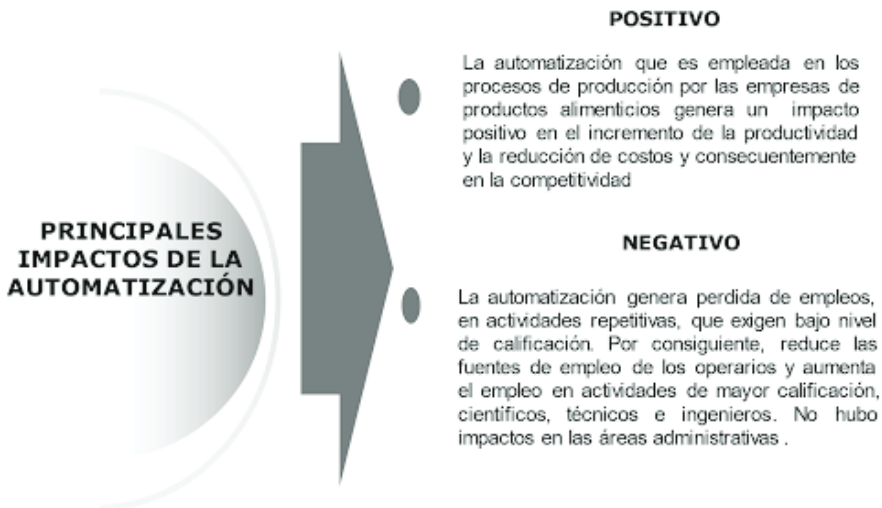 PRINCIPALES
IMPACTOS DE LA
AUTOMATIZACIÓN
POSITIVO
La automatización que es empleada en los
procesos de producción por las empresas de
productos alimenticios genera un impacto
positivo en el incremento de la productividad
y la reducción de costos y consecuentemente
en la competitividad
NEGATIVO
La automatización genera perdida de empleos,
en actividades repetitivas, que exigen bajo nivel
de calificación. Por consiguiente, reduce las
fuentes de empleo de los operarios y aumenta
el empleo en actividades de mayor calificación,
científicos, técnicos e ingenieros. No hubo
impactos en las áreas administrativas .